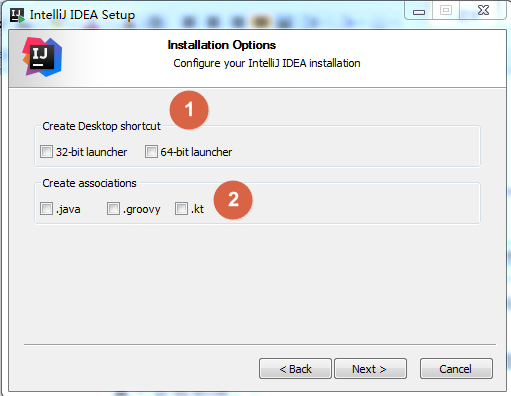 IntelliJ IDEA Setup
IJ
Installation Options
Configure your IntelliJ IDEA installation
1
Create Desktop shortcut
32-bit launcher 64-bit launcher
Create associations
2
.java .groovy .kt
< Back Next > Cancel